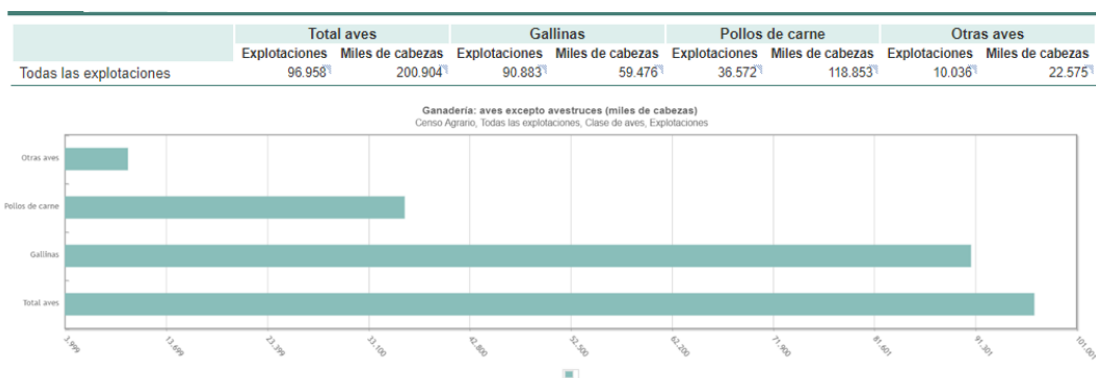 Total aves Gallinas Pollos de carne Otras aves
Explotaciones Miles de cabezas Explotaciones Miles de cabezas Explotaciones Miles de cabezas Explotaciones Miles de cabezas
Todas las explotaciones 96.958 200.904 90.883 59.476 36.572 118.853 10.036 22.575
Ganadería: aves excepto avestruces (miles de cabezas)
Censo Agrario, Todas las explotaciones, Clase de aves, Explotaciones
Otras aves
Pollos de carne
Gallinas
Total aves
3.999 13.699 23.399 33.100 42.800 52.500 62.200 71.900 81.601 91.301 101.001